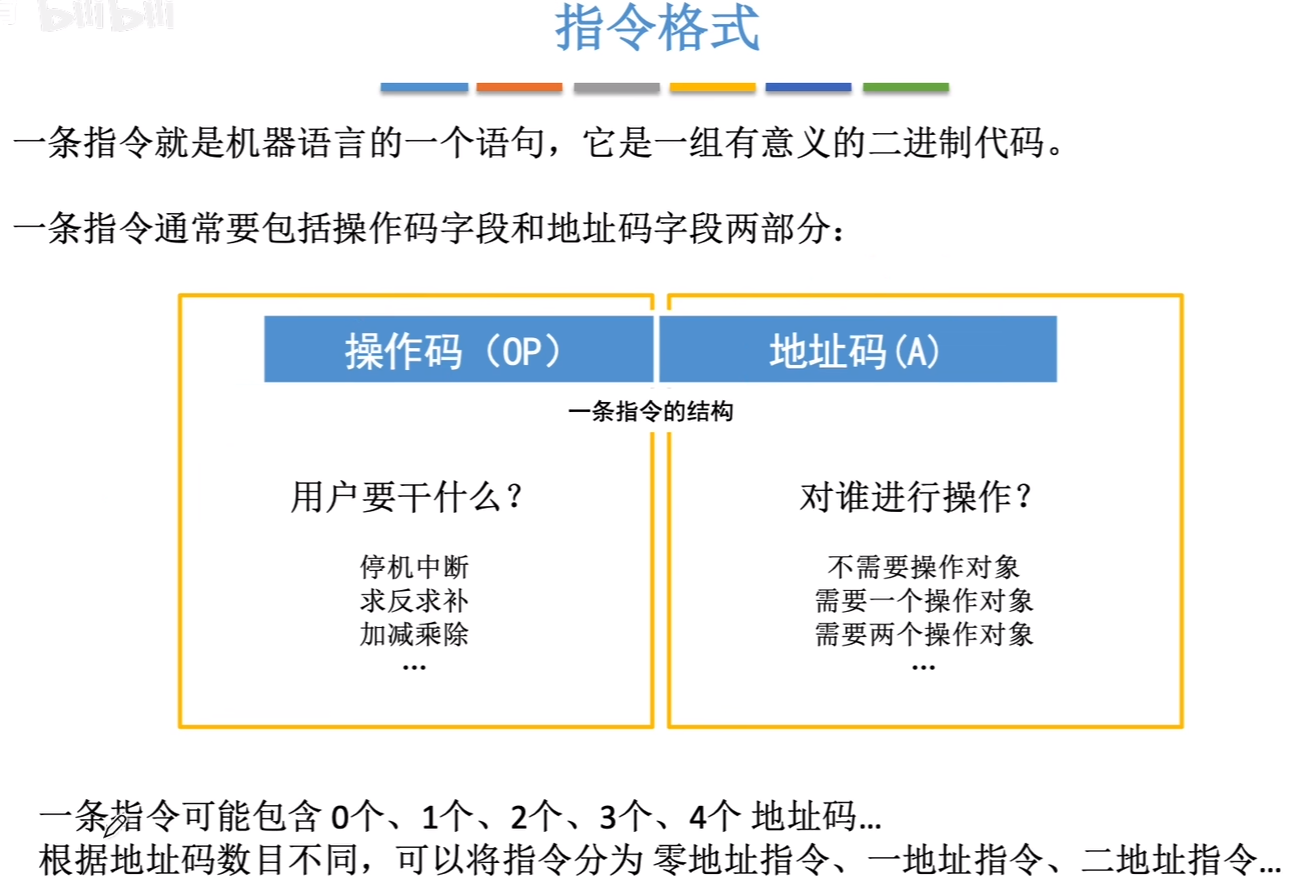 bilibili
指令格式
一条指令就是机器语言的一个语句，它是一组有意义的二进制代码。
一条指令通常要包括操作码字段和地址码字段两部分：
操作码（OP）
地址码(A)
一条指令的结构
用户要干什么？
停机中断
求反求补
加减乘除
…
对谁进行操作？
不需要操作对象
需要一个操作对象
需要两个操作对象
…
一条指令可能包含 0个、1个、2个、3个、4个 地址码...
根据地址码数目不同，可以将指令分为 零地址指令、一地址指令、二地址指令...